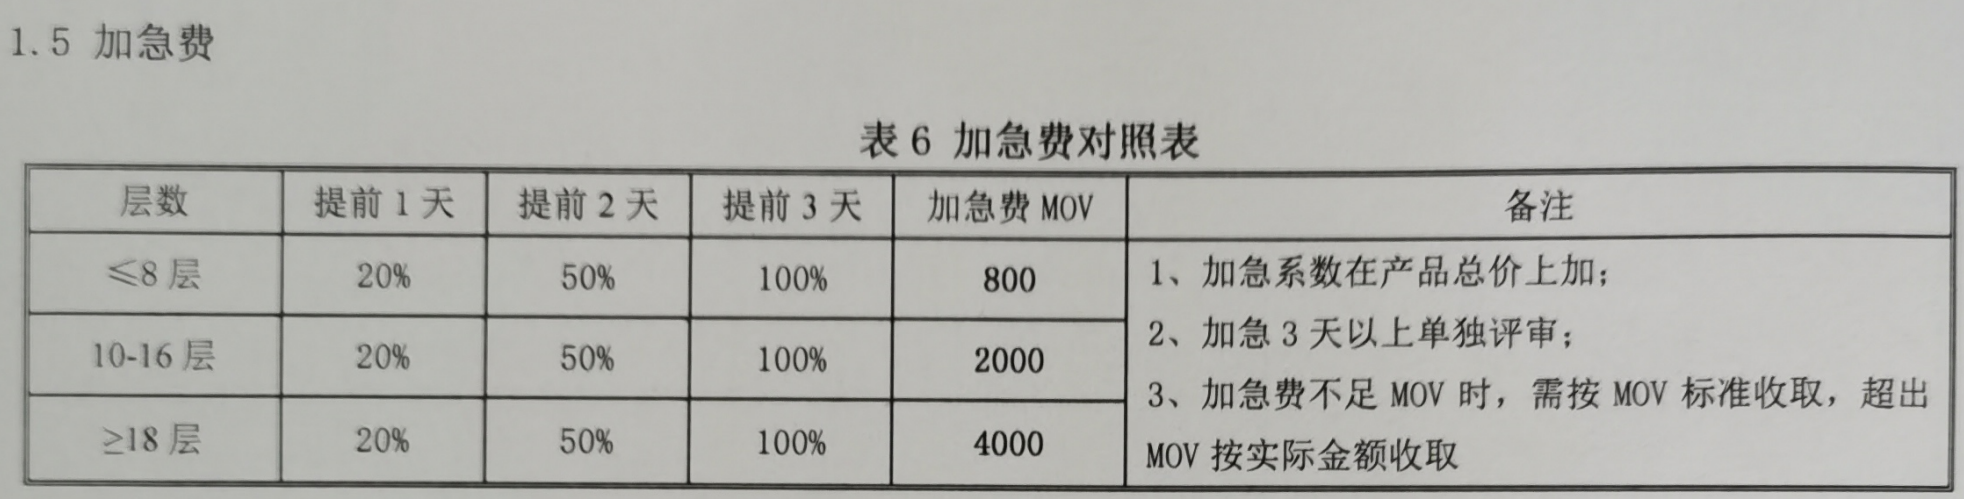 1.5 加急费
表 6 加急费对照表
层数 提前 1 天 提前 2 天 提前 3 天 加急费 MOV 备注
≤8 层 20% 50% 100% 800
10-16 层 20% 50% 100% 2000
≥18 层 20% 50% 100% 4000
1、加急系数在产品总价上加；
2、加急 3 天以上单独评审；
3、加急费不足 MOV 时，需按 MOV 标准收取，超出
MOV 按实际金额收取